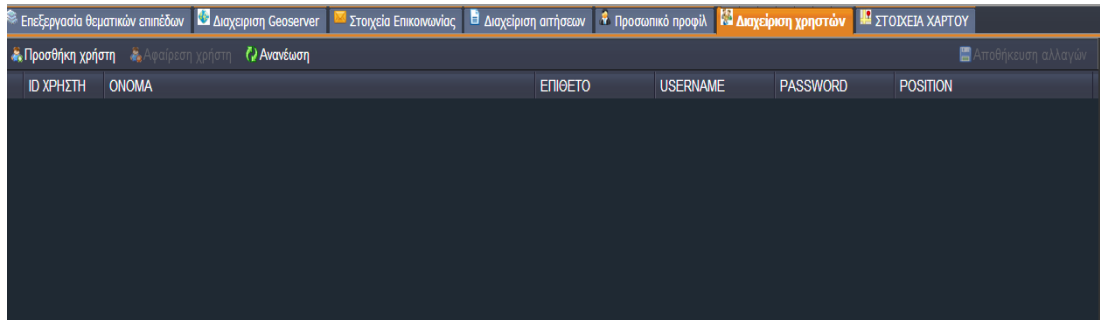 Επεξεργασία θεματικών επιπέδων Διαχειριση Geoserver Στοιχεία Επικοινωνίας Διαχείριση αιτήσεων Προσωπικό προφίλ Διαχείριση χρηστών ΣΤΟΙΧΕΙΑ ΧΑΡΤΟΥ
Προσθήκη χρήστη Αφαίρεση χρήστη Ανανέωση Αποθήκευση αλλαγών
ID ΧΡΗΣΤΗ ΟΝΟΜΑ ΕΠΙΘΕΤΟ USERNAME PASSWORD POSITION